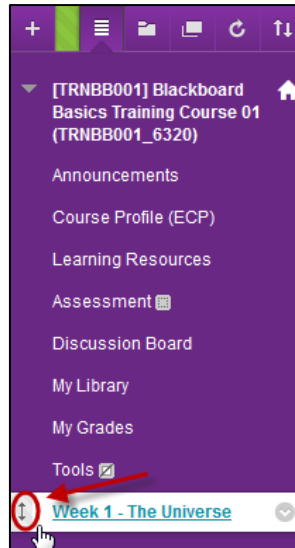 [TRNBB001] Blackboard
Basics Training Course 01
(TRNBB001_6320)
Announcements
Course Profile (ECP)
Learning Resources
Assessment
Discussion Board
My Library
My Grades
Tools
Week 1 - The Universe